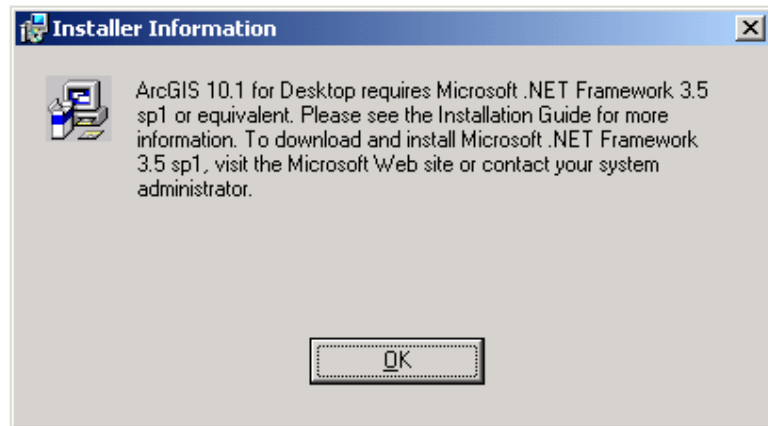 Installer Information
ArcGIS 10.1 for Desktop requires Microsoft .NET Framework 3.5
sp1 or equivalent. Please see the Installation Guide for more
information. To download and install Microsoft .NET Framework
3.5 sp1, visit the Microsoft Web site or contact your system
administrator.
OK